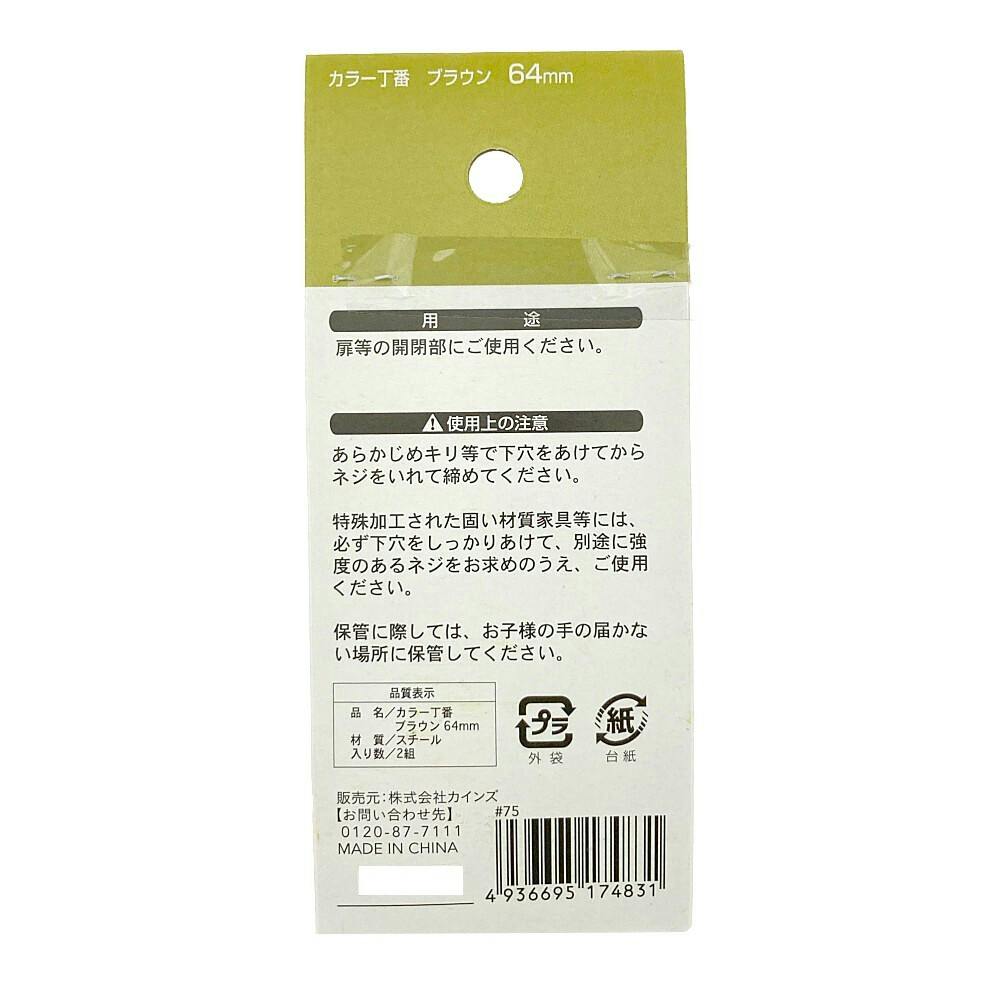 カラー丁番 ブラウン 64mm
用 途
扉等の開閉部にご使用ください。
使用上の注意
あらかじめキリ等で下穴をあけてから
ネジをいれて締めてください。
特殊加工された固い材質家具等には、
必ず下穴をしっかりあけて、別途に強
度のあるネジをお求めのうえ、ご使用
ください。
保管に際しては、お子様の手の届かな
い場所に保管してください。
品質表示
品 名／カラー丁番
ブラウン 64mm
材 質／スチール
入り数／2組
プラ
外袋
紙
台紙
販売元：株式会社カインズ
【お問い合わせ先】
0120-87-7111
MADE IN CHINA
#75
4 936695 174831